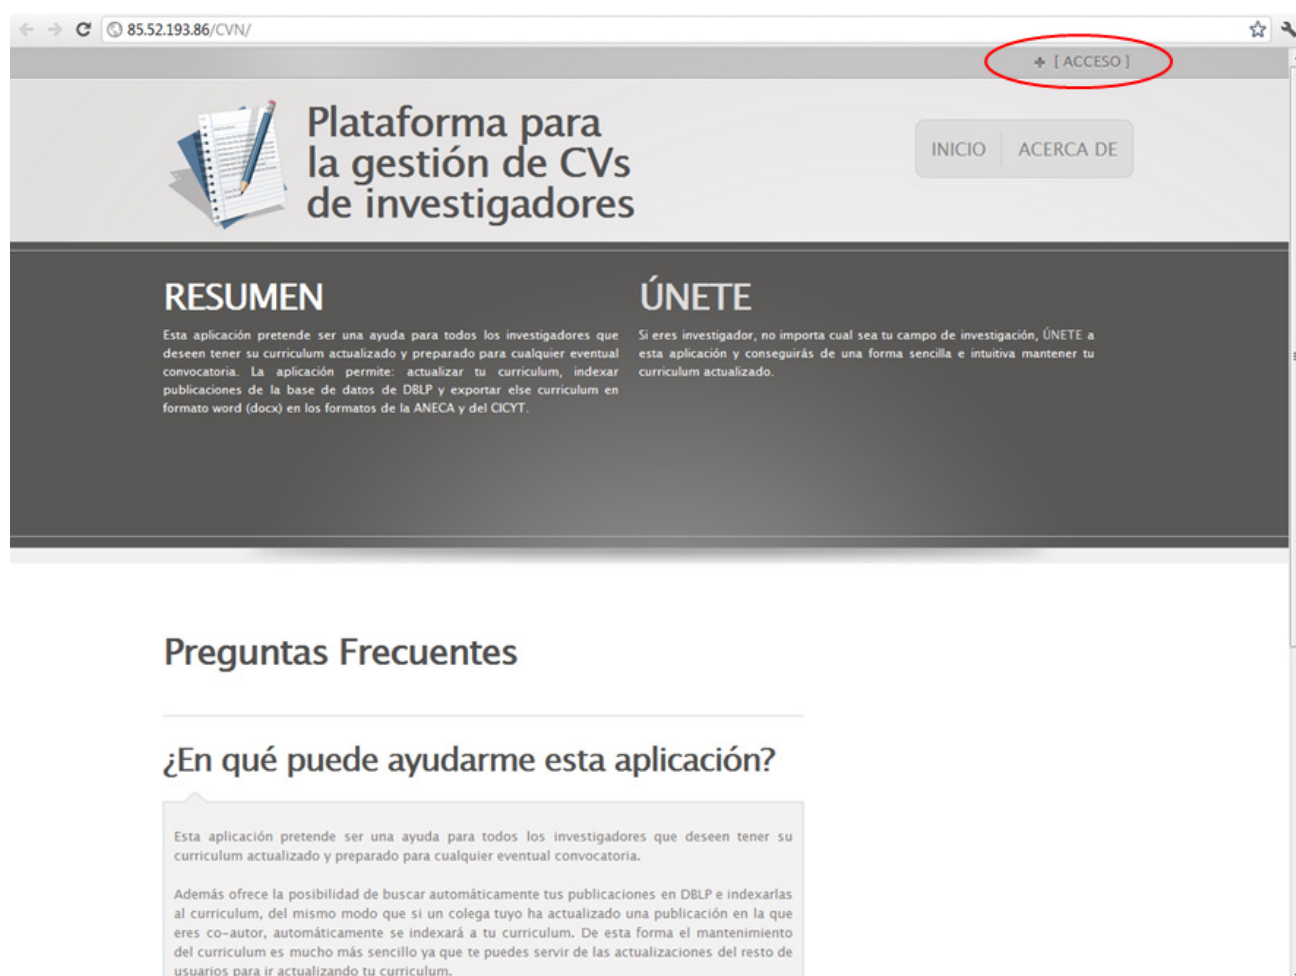 85.52.193.86/CVN/
[ ACCESO ]
Plataforma para
la gestión de CVs
de investigadores
INICIO
ACERCA DE
RESUMEN
Esta aplicación pretende ser una ayuda para todos los investigadores que
deseen tener su curriculum actualizado y preparado para cualquier eventual
convocatoria. La aplicación permite: actualizar tu curriculum, indexar
publicaciones de la base de datos de DBLP y exportar else curriculum en
formato word (docx) en los formatos de la ANECA y del CICYT.
ÚNETE
Si eres investigador, no importa cual sea tu campo de investigación, ÚNETE a
esta aplicación y conseguirás de una forma sencilla e intuitiva mantener tu
curriculum actualizado.
Preguntas Frecuentes
¿En qué puede ayudarme esta aplicación?
Esta aplicación pretende ser una ayuda para todos los investigadores que deseen tener su
curriculum actualizado y preparado para cualquier eventual convocatoria.
Además ofrece la posibilidad de buscar automáticamente tus publicaciones en DBLP e indexarlas
al curriculum, del mismo modo que si un colega tuyo ha actualizado una publicación en la que
eres co-autor, automáticamente se indexará a tu curriculum. De esta forma el mantenimiento
del curriculum es mucho más sencillo ya que te puedes servir de las actualizaciones del resto de
usuarios para ir actualizando tu curriculum.